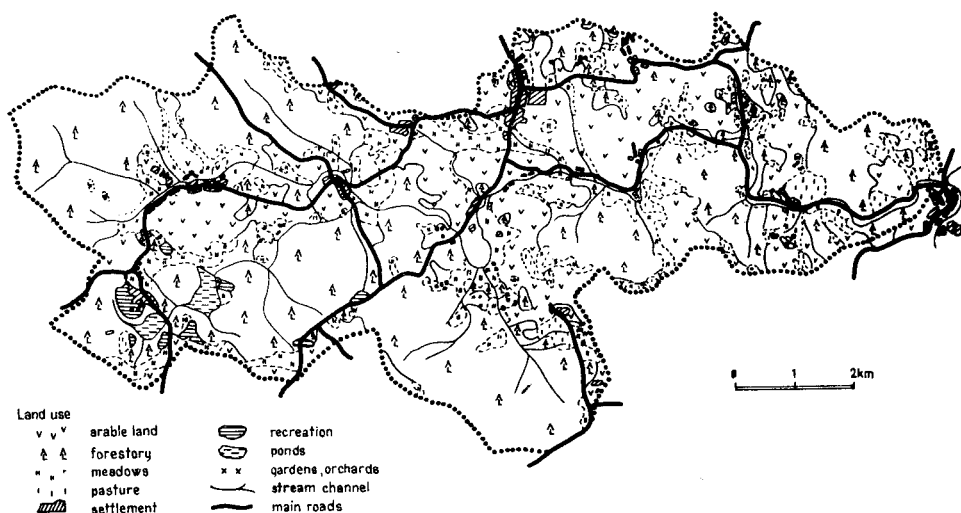 0 1 2km
Land use
arable land
forestory
meadows
pasture
settlement
recreation
ponds
gardens, orchards
stream channel
main roads